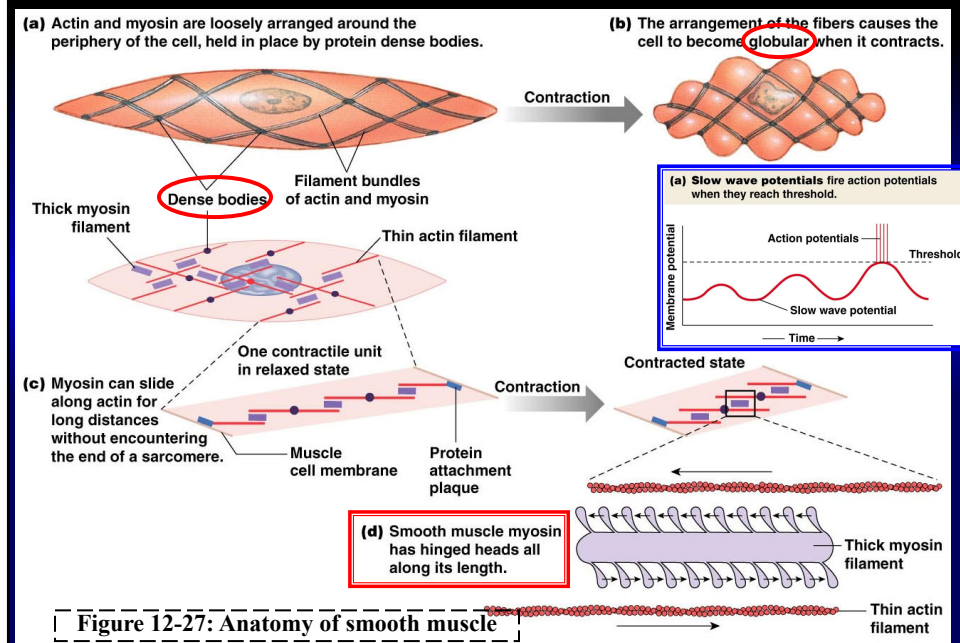 (a) Actin and myosin are loosely arranged around the
periphery of the cell, held in place by protein dense bodies.
(b) The arrangement of the fibers causes the
cell to become globular when it contracts.
Contraction
Dense bodies
Filament bundles
of actin and myosin
Thick myosin
filament
Thin actin filament
(a) Slow wave potentials fire action potentials
when they reach threshold.
Membrane potential
Action potentials
Threshold
Slow wave potential
Time
One contractile unit
in relaxed state
(c) Myosin can slide
along actin for
long distances
without encountering
the end of a sarcomere.
Muscle
cell membrane
Protein
attachment
plaque
Contraction
Contracted state
(d) Smooth muscle myosin
has hinged heads all
along its length.
Thick myosin
filament
Thin actin
filament
Figure 12-27: Anatomy of smooth muscle